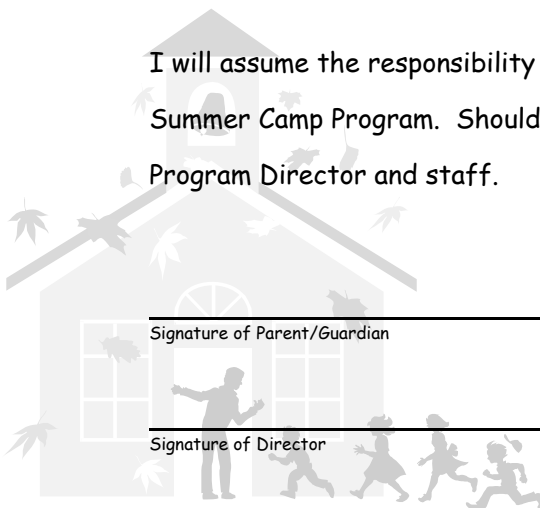 I will assume the responsibility
Summer Camp Program.  Should
Program Director and staff.
Signature of Parent/Guardian
Signature of Director